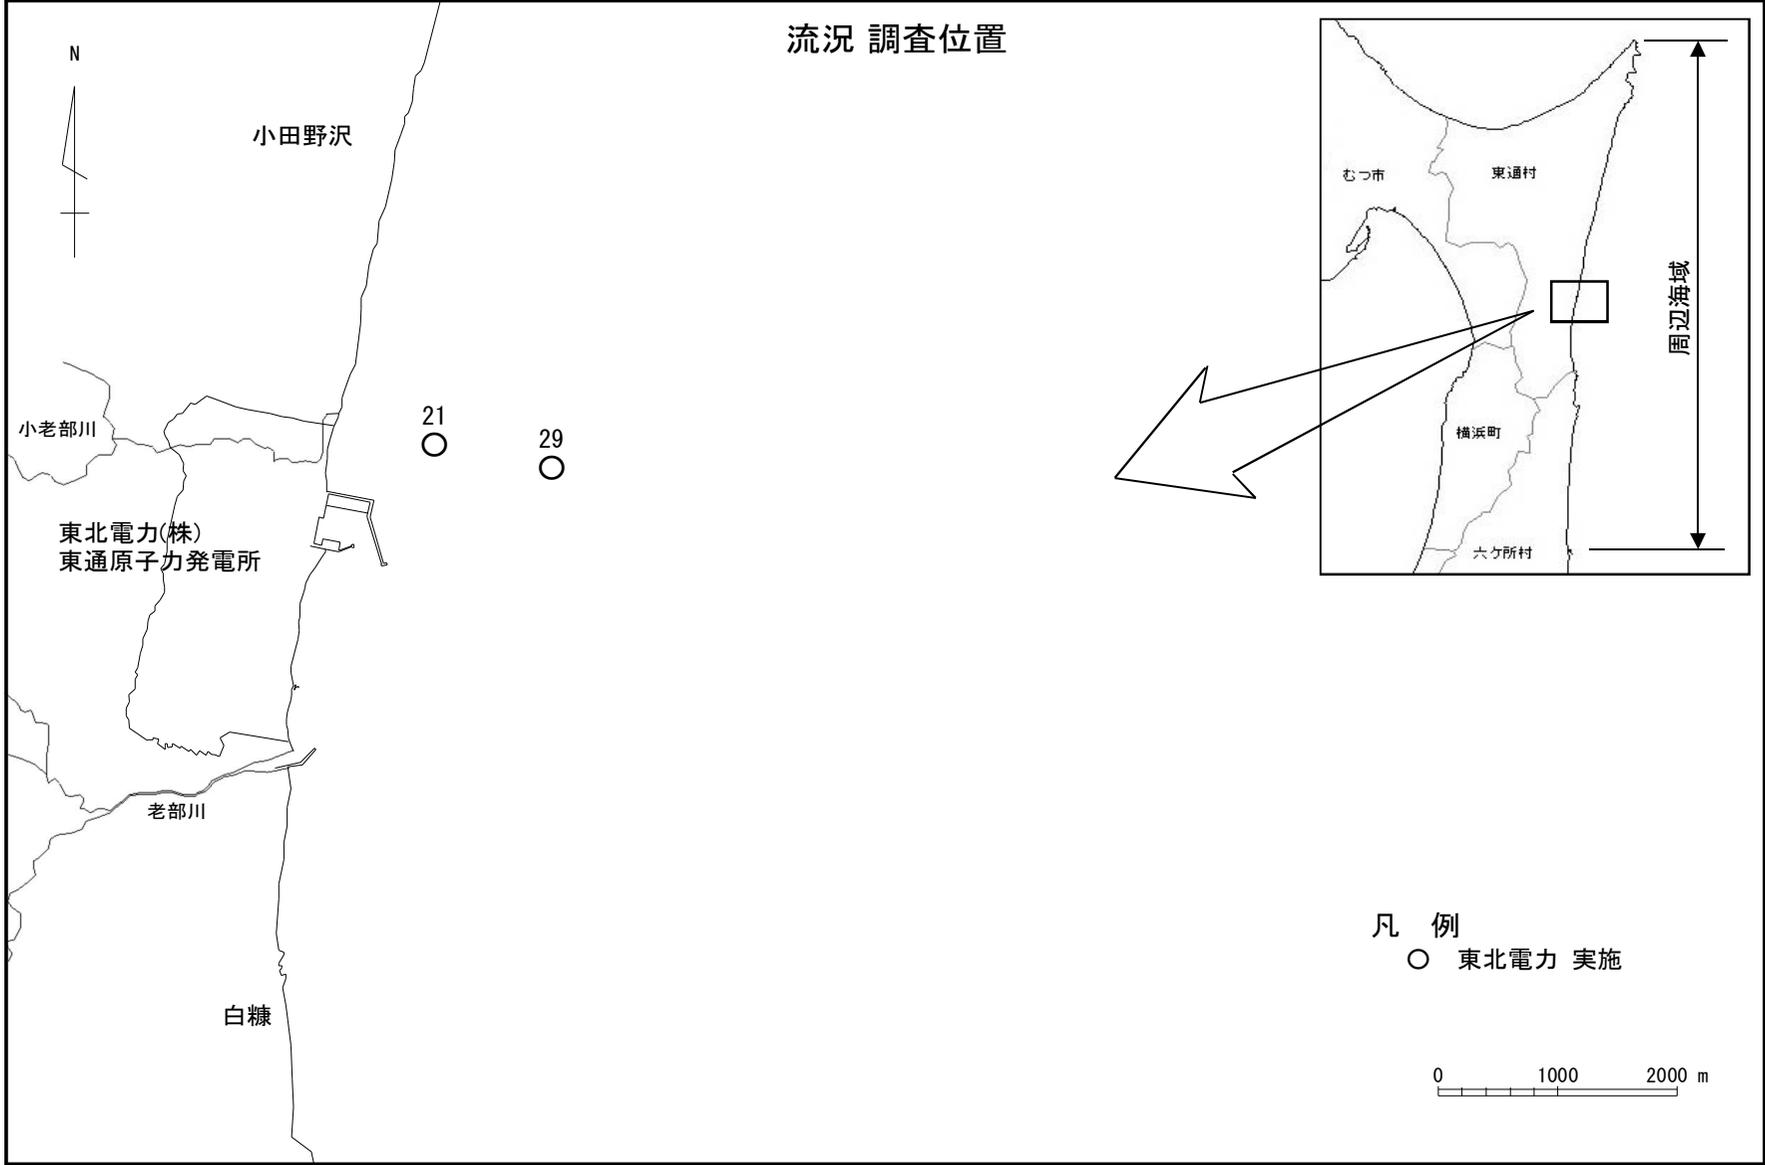 流況 調査位置
N
小田野沢
むつ市
東通村
周辺海域
横浜町
六ケ所村
小老部川
21
29
東北電力(株)
東通原子力発電所
老部川
凡　例
○　東北電力 実施
白糠
0 1000 2000 m